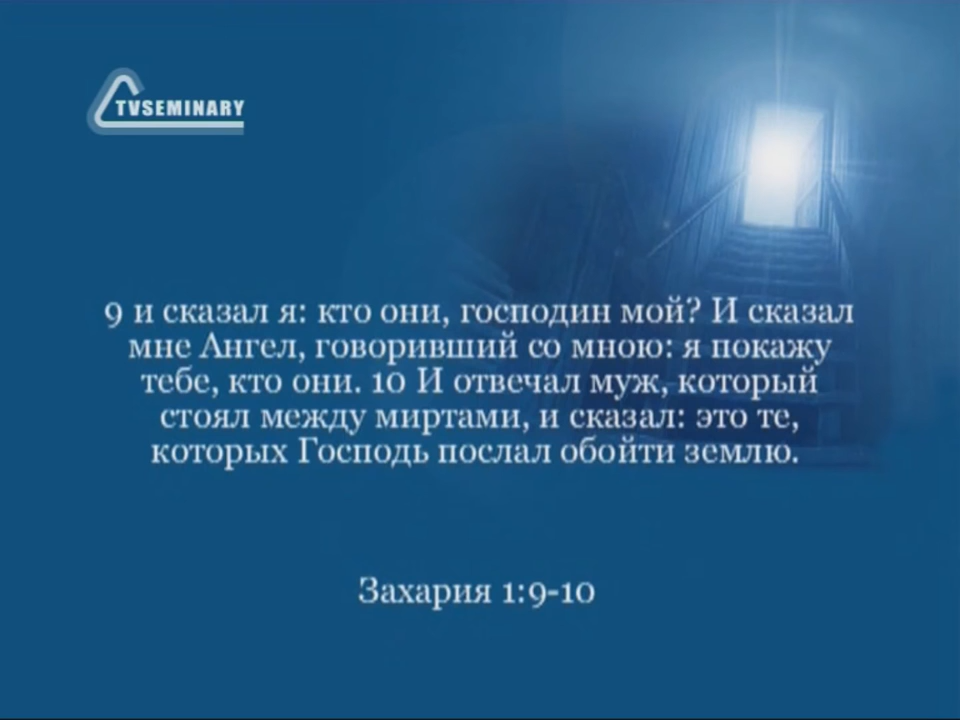 TVSEMINARY
9 и сказал я: кто они, господин мой? И сказал
мне Ангел, говоривший со мною: я покажу
тебе, кто они. 10 И отвечал муж, который
стоял между миртами, и сказал: это те,
которых Господь послал обойти землю.
Захария 1:9-10